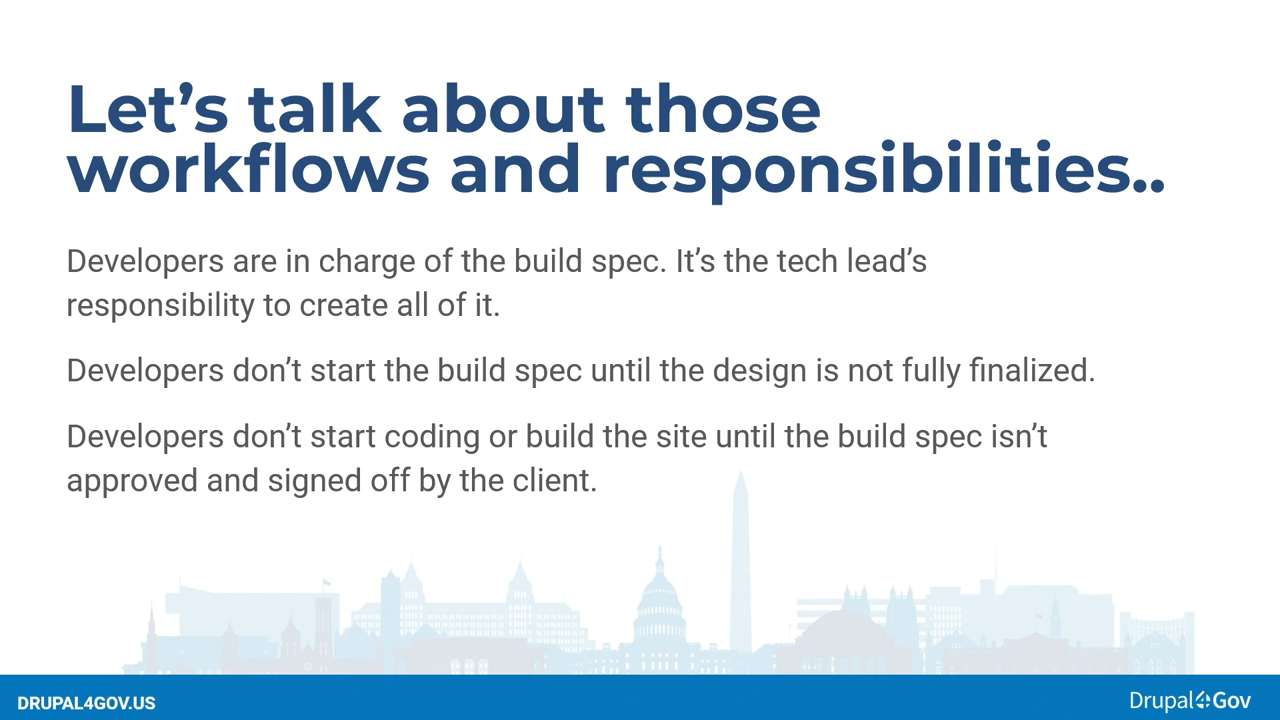 Let’s talk about those
workflows and responsibilities..
Developers are in charge of the build spec. It’s the tech lead’s
responsibility to create all of it.
Developers don’t start the build spec until the design is not fully finalized.
Developers don’t start coding or build the site until the build spec isn’t
approved and signed off by the client.
DRUPAL4GOV.US
Drupal4Gov